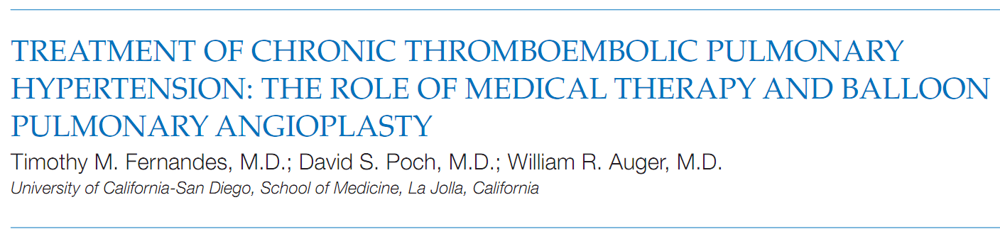 TREATMENT OF CHRONIC THROMBOEMBOLIC PULMONARY
HYPERTENSION: THE ROLE OF MEDICAL THERAPY AND BALLOON
PULMONARY ANGIOPLASTY
Timothy M. Fernandes, M.D.; David S. Poch, M.D.; William R. Auger, M.D.
University of California-San Diego, School of Medicine, La Jolla, California